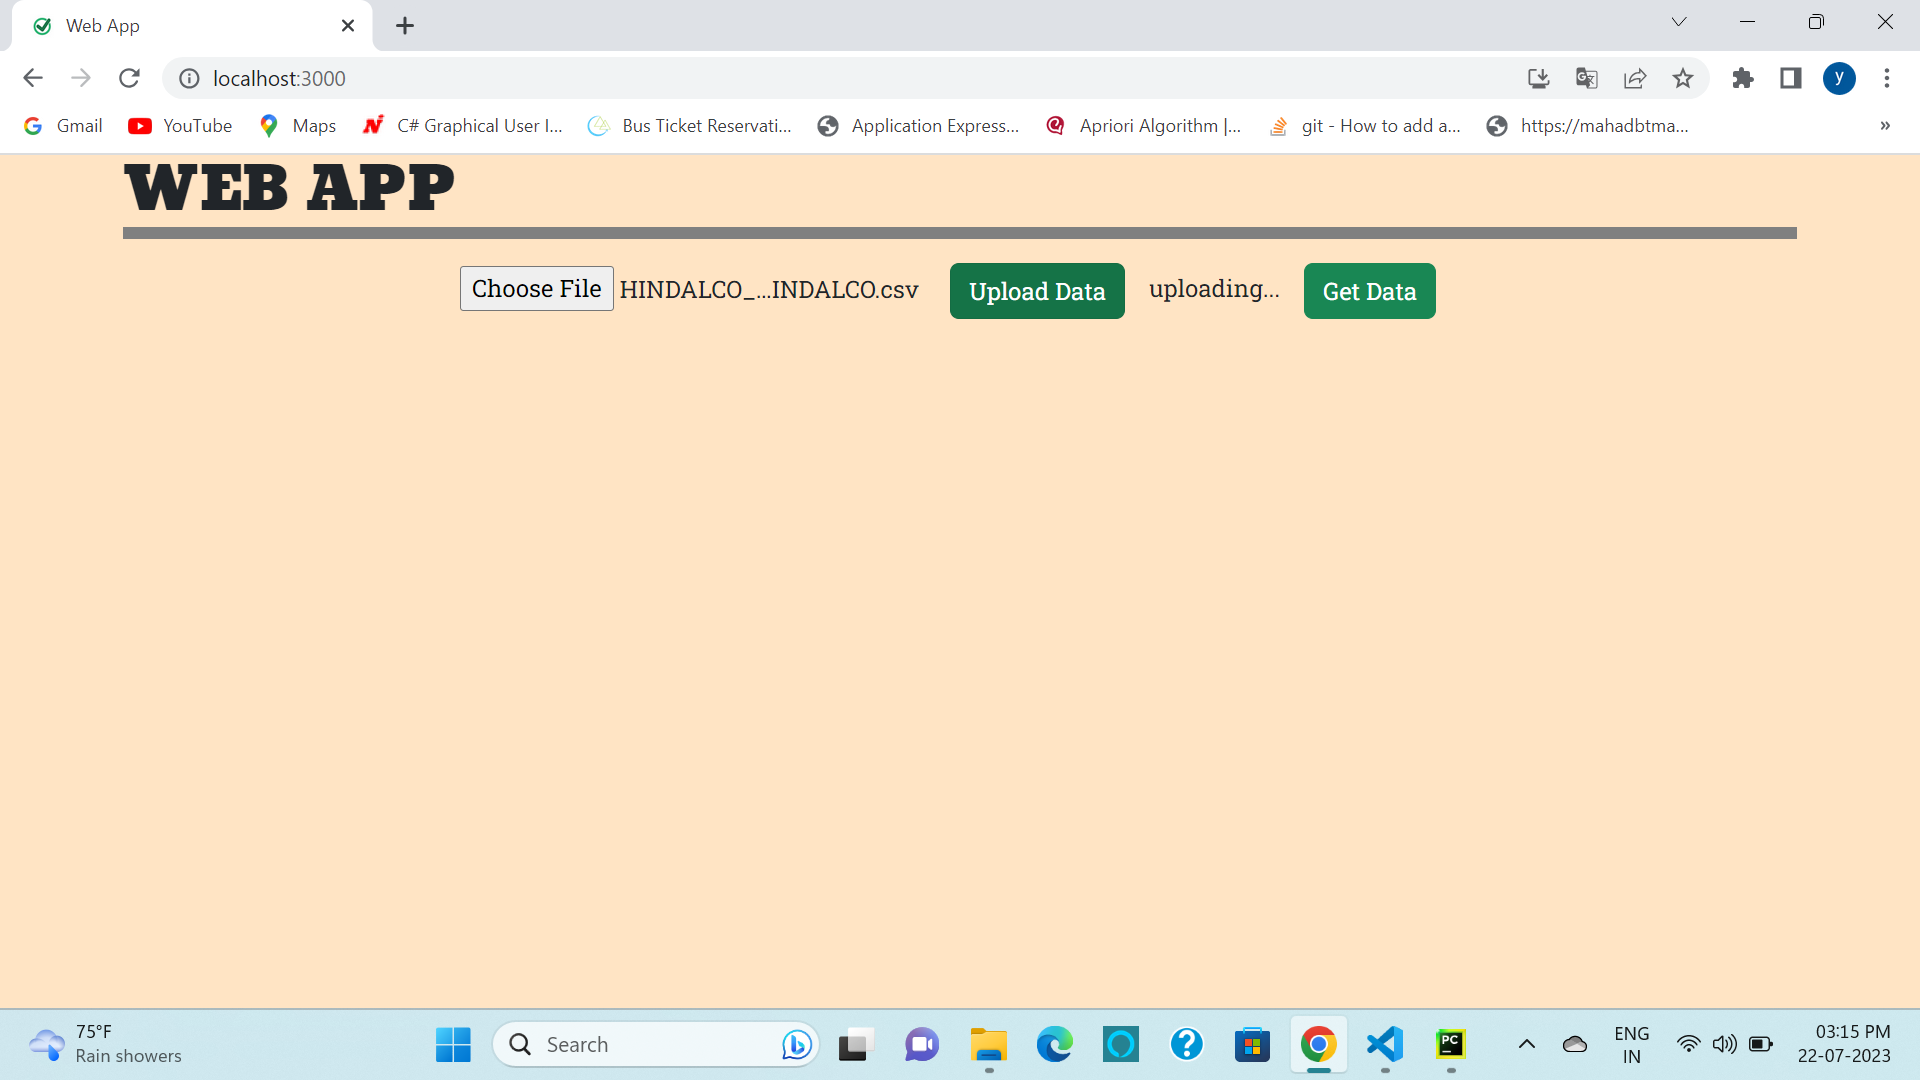 Web App
localhost:3000
y
Gmail YouTube Maps C# Graphical User I... Bus Ticket Reservati... Application Express... Apriori Algorithm |... git - How to add a... https://mahadbtma... »
WEB APP
Choose File HINDALCO_...INDALCO.csv Upload Data uploading... Get Data
75°F
Rain showers
Search
PC
ENG
IN
03:15 PM
22-07-2023